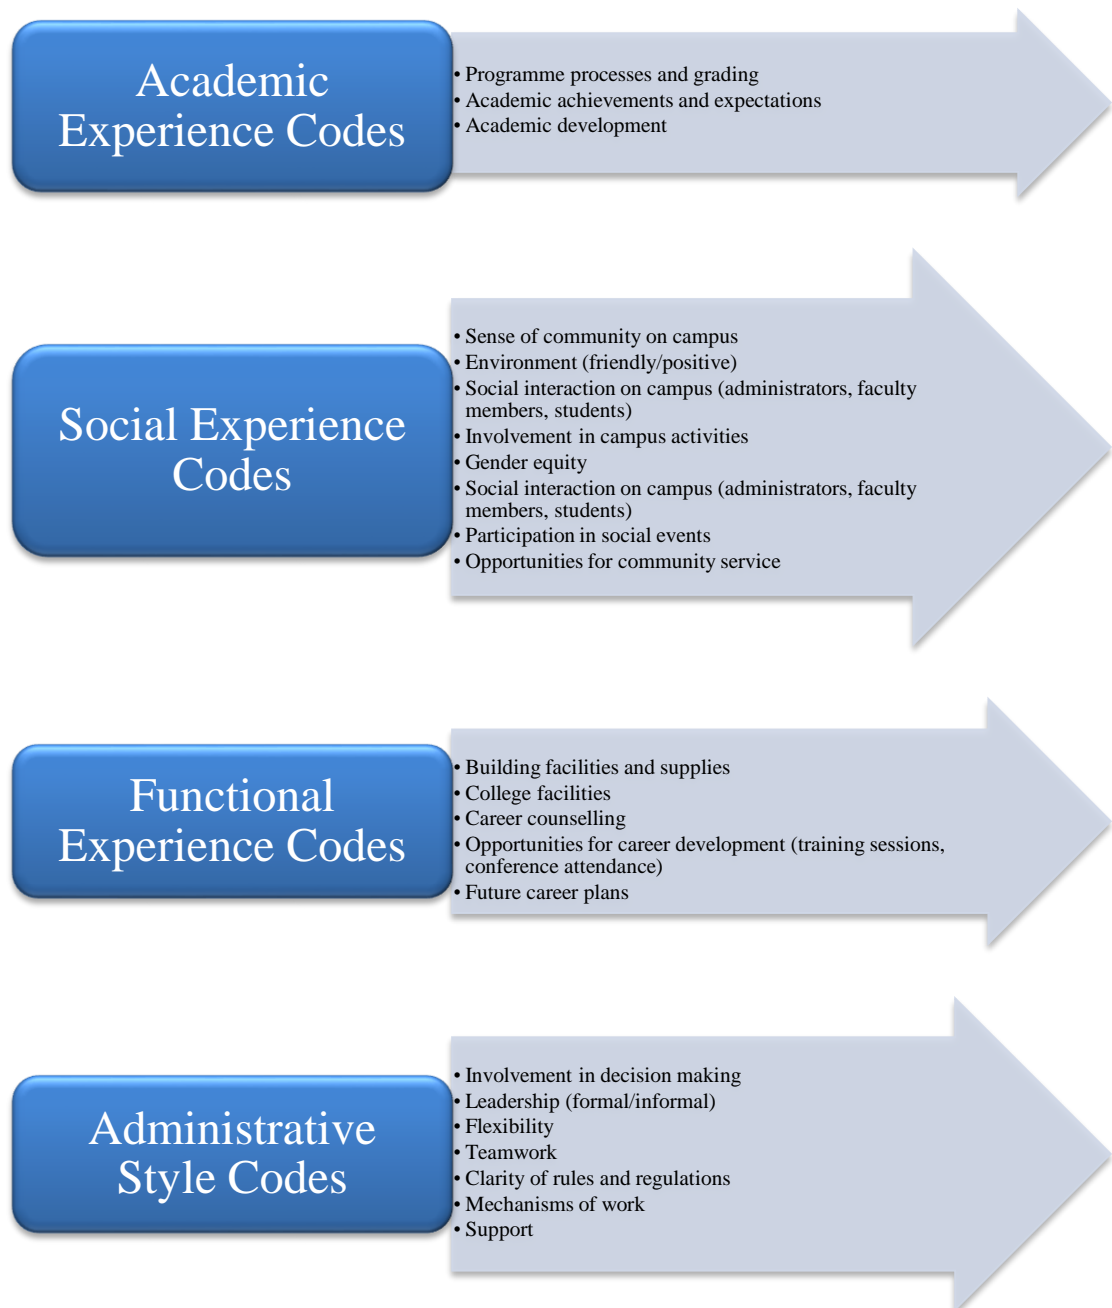 Academic
Experience Codes
• Programme processes and grading
• Academic achievements and expectations
• Academic development
Social Experience
Codes
• Sense of community on campus
• Environment (friendly/positive)
• Social interaction on campus (administrators, faculty
members, students)
• Involvement in campus activities
• Gender equity
• Social interaction on campus (administrators, faculty
members, students)
• Participation in social events
• Opportunities for community service
Functional
Experience Codes
• Building facilities and supplies
• College facilities
• Career counselling
• Opportunities for career development (training sessions,
conference attendance)
• Future career plans
Administrative
Style Codes
• Involvement in decision making
• Leadership (formal/informal)
• Flexibility
• Teamwork
• Clarity of rules and regulations
• Mechanisms of work
• Support